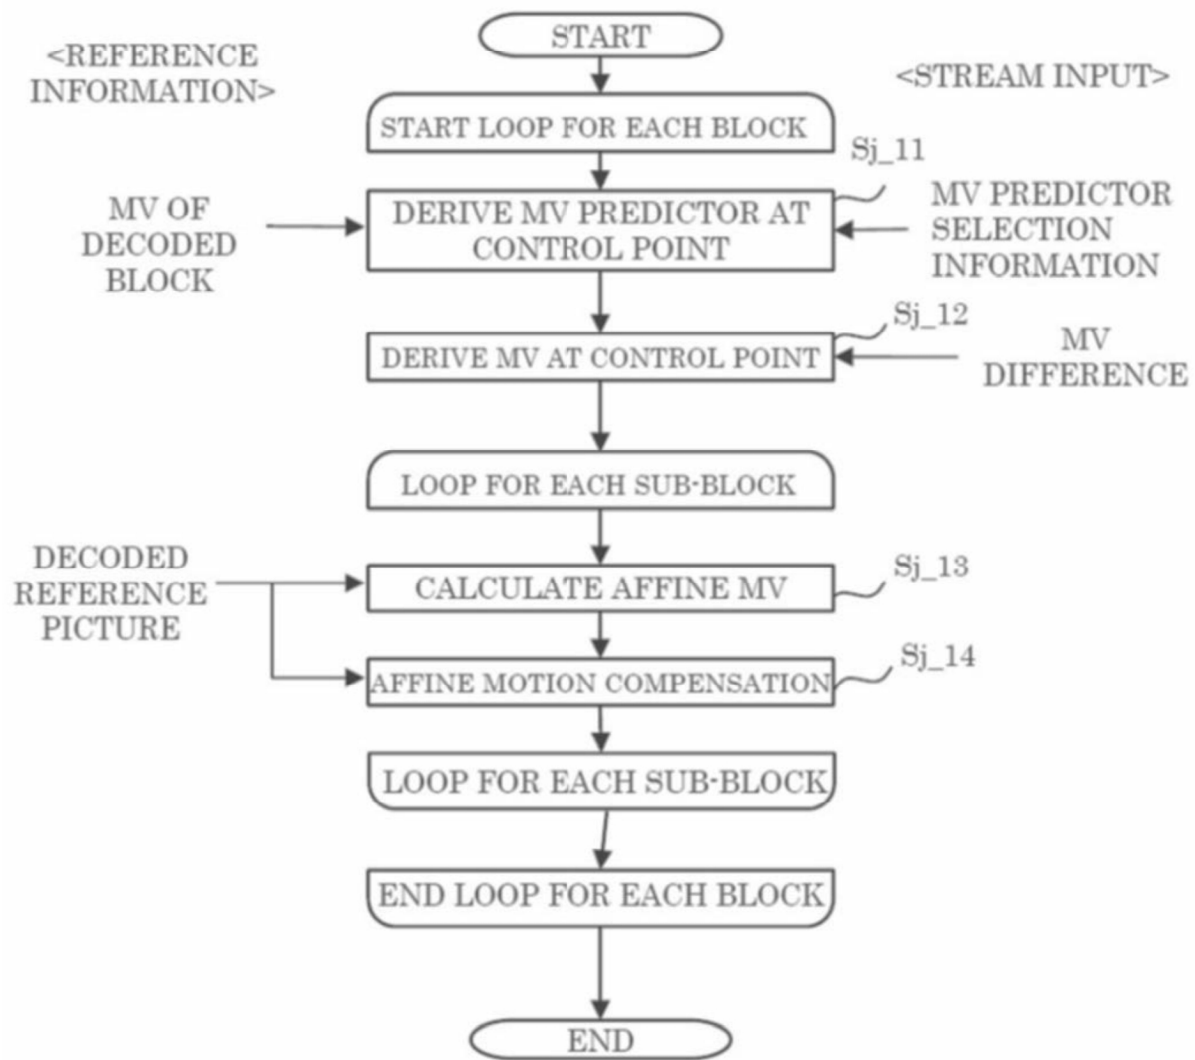 START
<REFERENCE
INFORMATION>
<STREAM INPUT>
START LOOP FOR EACH BLOCK
Sj_11
MV OF
DECODED
BLOCK
DERIVE MV PREDICTOR AT
CONTROL POINT
MV PREDICTOR
SELECTION
INFORMATION
Sj_12
DERIVE MV AT CONTROL POINT
MV
DIFFERENCE
LOOP FOR EACH SUB-BLOCK
DECODED
REFERENCE
PICTURE
CALCULATE AFFINE MV
Sj_13
AFFINE MOTION COMPENSATION
Sj_14
LOOP FOR EACH SUB-BLOCK
END LOOP FOR EACH BLOCK
END